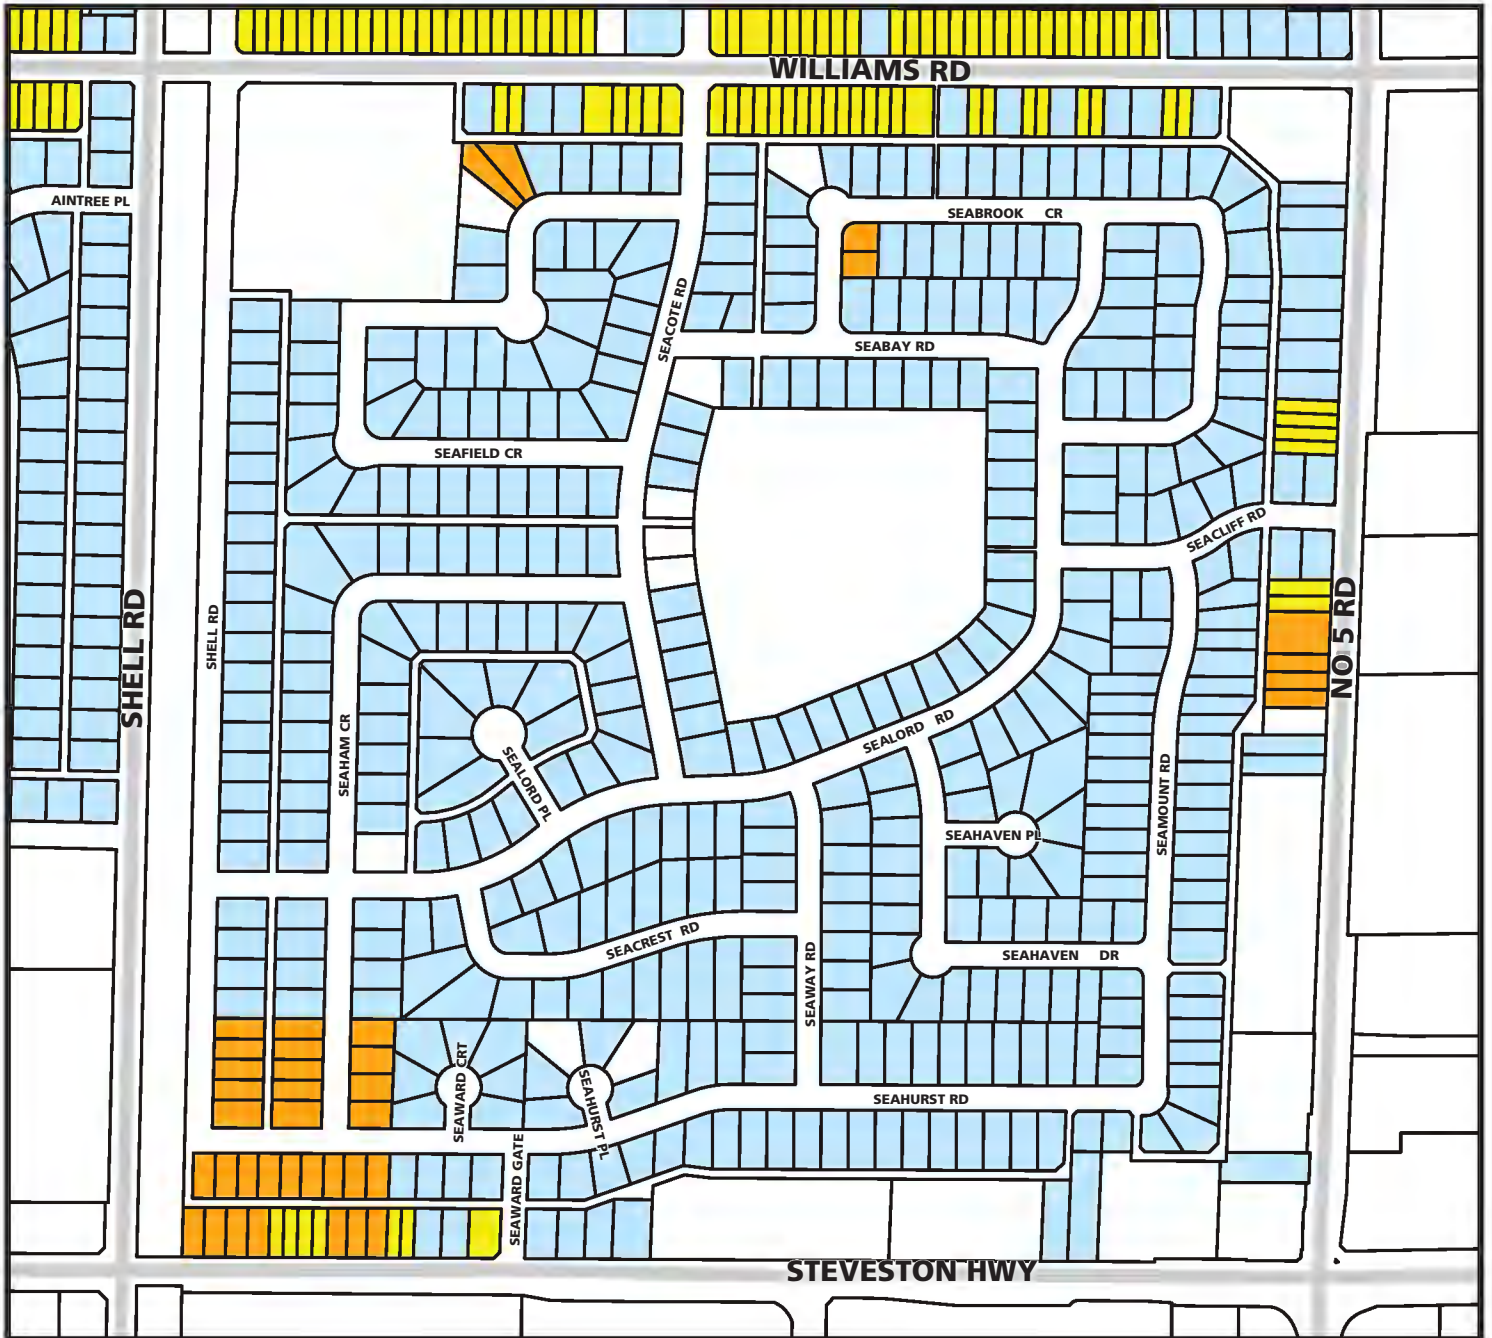 WILLIAMS RD
AINTREE PL
SEABROOK CR
SEACOTE RD
SEABAY RD
SEAFIELD CR
SEACLIFF RD
SHELL RD
SHELL RD
NO 5 RD
SEAHAM CR
SEALORD PL
SEALORD RD
SEAMOUNT RD
SEAHAVEN PL
SEACREST RD
SEAWAY RD
SEAHAVEN DR
SEAWARD CRT
SEAHURST PL
SEAHURST RD
SEAWARD GATE
STEVESTON HWY